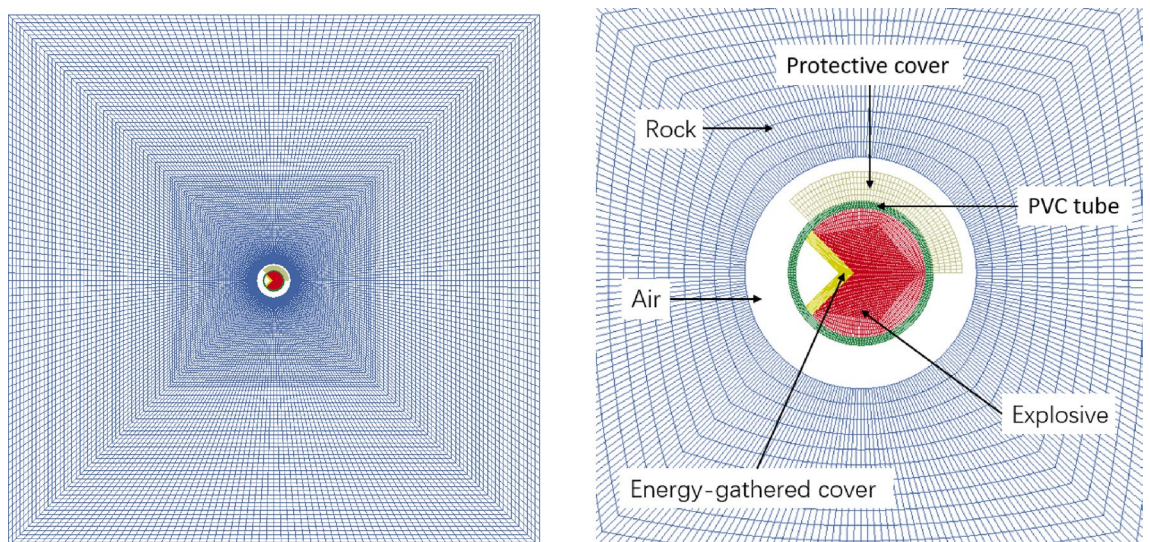 Protective cover
Rock
PVC tube
Air
Explosive
Energy-gathered cover